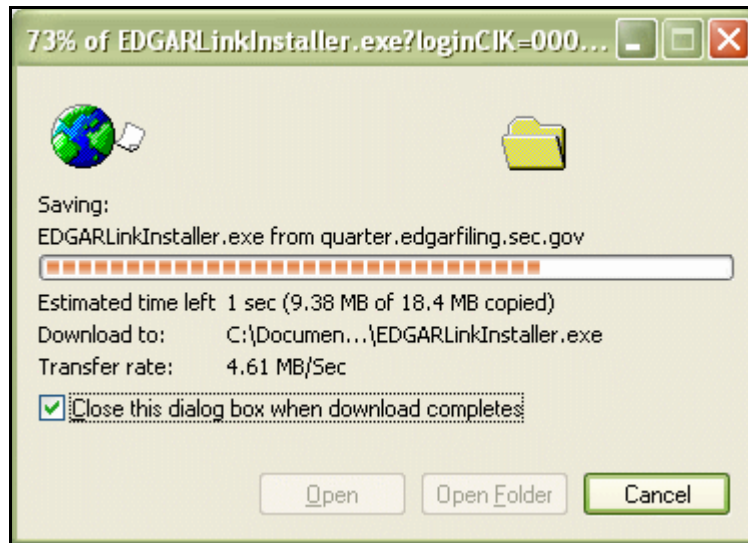 73% of EDGARLinkInstaller.exe?loginCIK=000...
Saving:
EDGARLinkInstaller.exe from quarter.edgarfiling.sec.gov
Estimated time left 1 sec (9.38 MB of 18.4 MB copied)
Download to: C:\Documen...\EDGARLinkInstaller.exe
Transfer rate: 4.61 MB/Sec
Close this dialog box when download completes
Open Open Folder Cancel